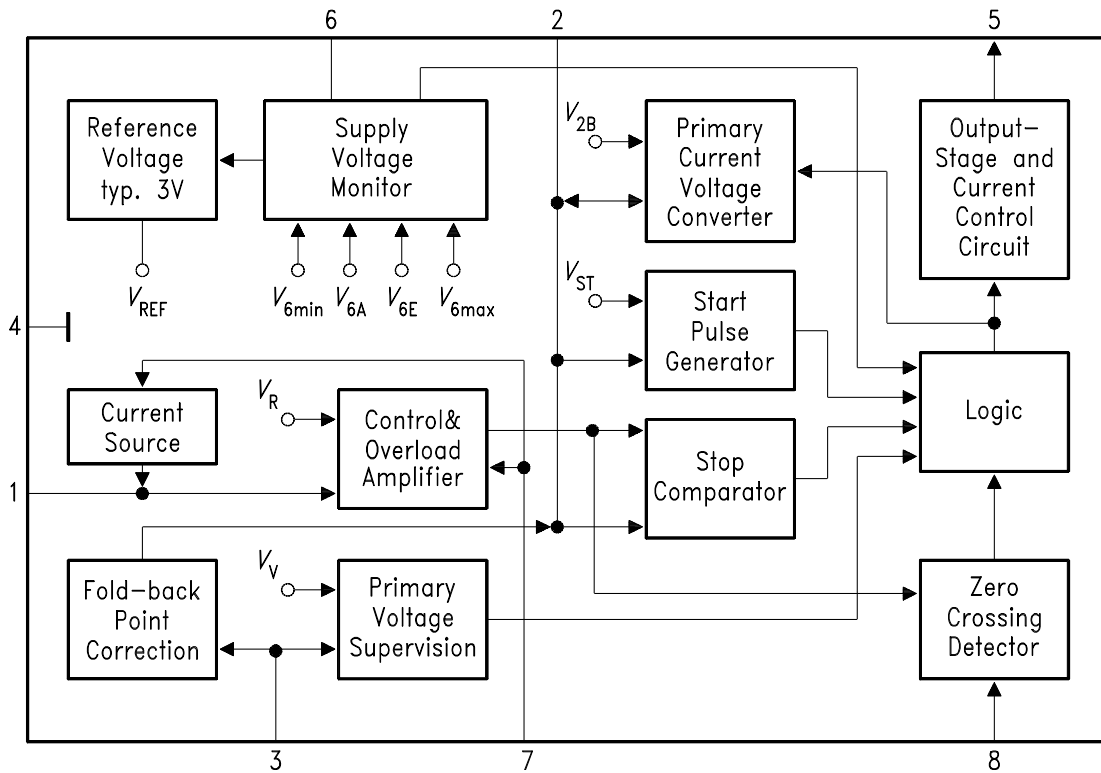 6
2
5
Reference
Voltage
typ. 3V
Supply
Voltage
Monitor
V2B
Primary
Current
Voltage
Converter
Output-
Stage and
Current
Control
Circuit
VREF
V6min
V6A
V6E
V6max
VST
Start
Pulse
Generator
4
Current
Source
VR
Control&
Overload
Amplifier
Stop
Comparator
Logic
1
Fold-back
Point
Correction
VV
Primary
Voltage
Supervision
Zero
Crossing
Detector
3
7
8